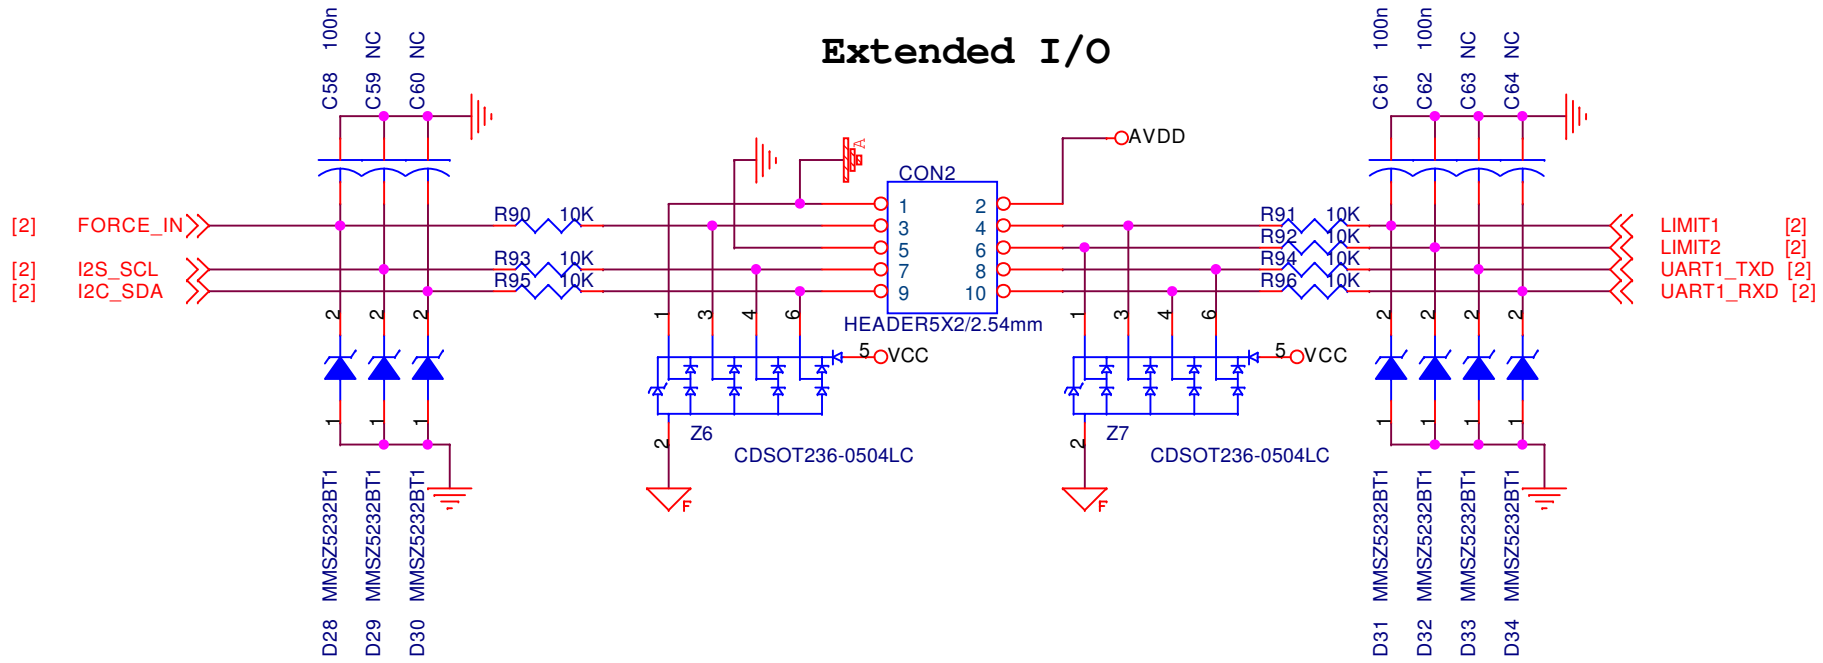 Extended I/O
C58 100n
C59 NC
C60 NC
C61 100n
C62 100n
C63 NC
C64 NC
A
AVDD
CON2
1 2
3 4
5 6
7 8
9 10
HEADER5X2/2.54mm
[2] FORCE_IN
[2] I2S_SCL
[2] I2C_SDA
R90 10K
R93 10K
R95 10K
R91 10K
R92 10K
R94 10K
R96 10K
LIMIT1 [2]
LIMIT2 [2]
UART1_TXD [2]
UART1_RXD [2]
2 2 2
1 3 4 6
1 3 4 6
2 2 2 2
5 VCC
5 VCC
1 1 1
2
Z6
CDSOT236-0504LC
F
2
Z7
CDSOT236-0504LC
F
1 1 1 1
D28 MMSZ5232BT1
D29 MMSZ5232BT1
D30 MMSZ5232BT1
D31 MMSZ5232BT1
D32 MMSZ5232BT1
D33 MMSZ5232BT1
D34 MMSZ5232BT1